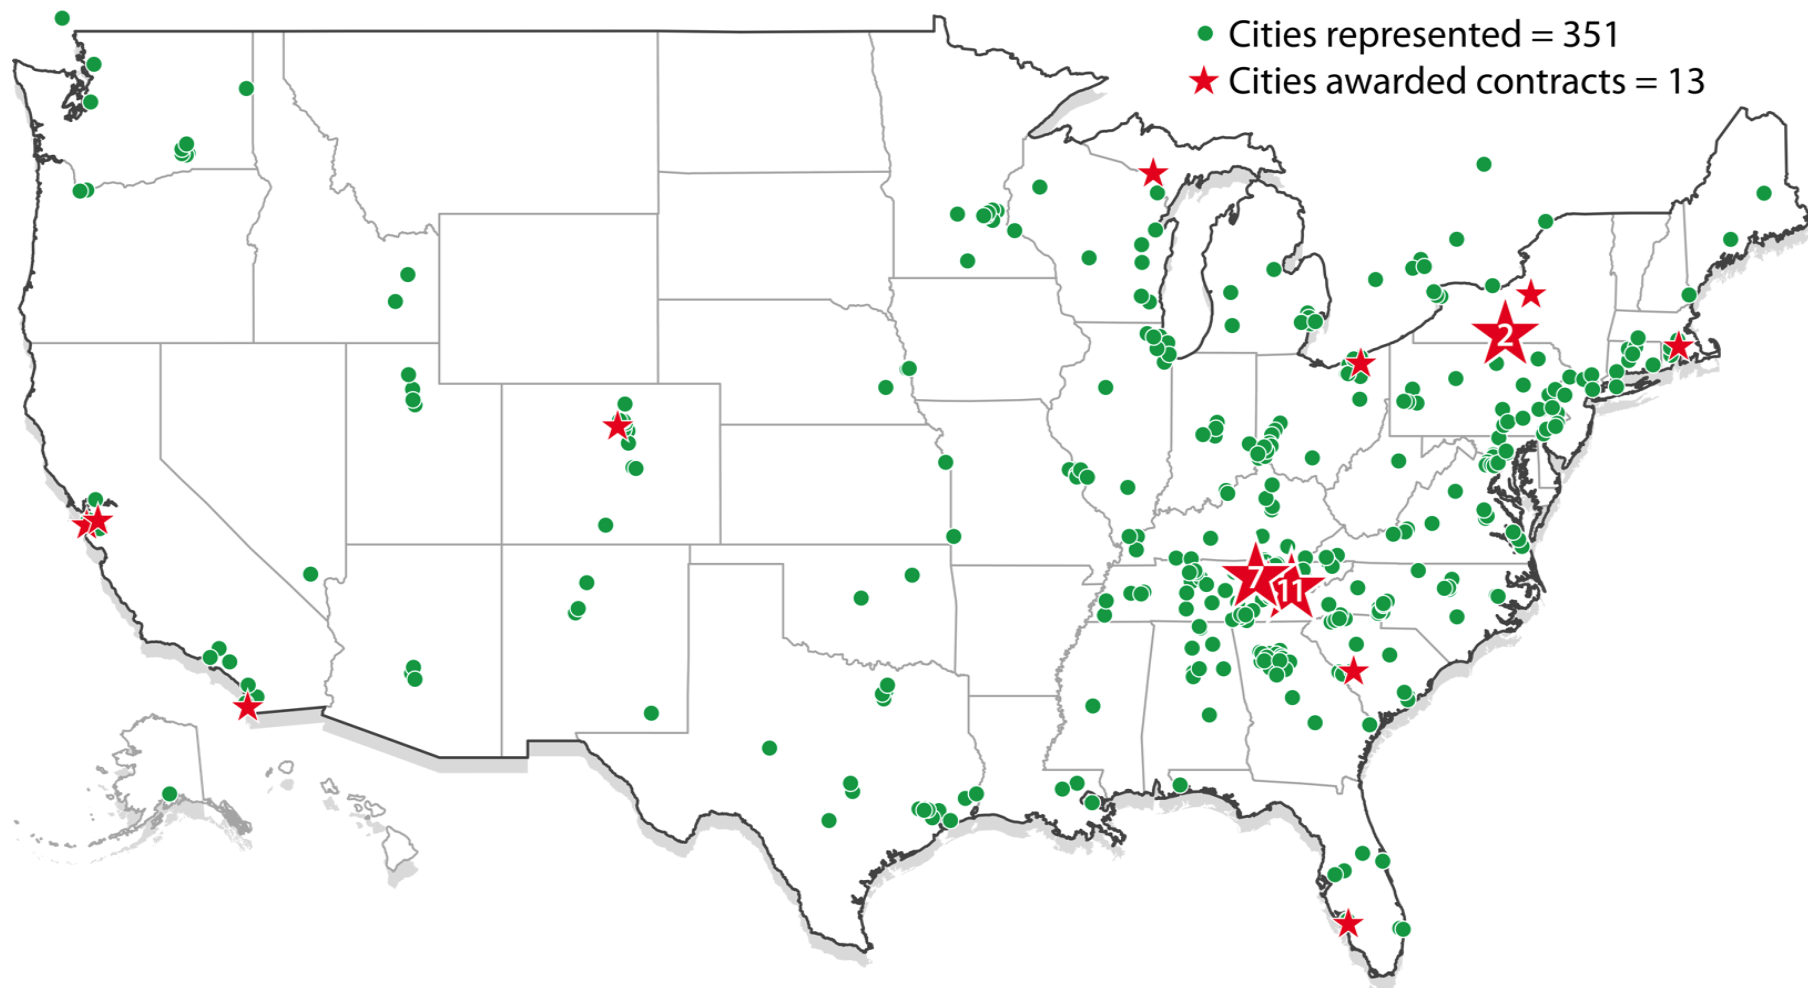 Cities represented = 351
Cities awarded contracts = 13
2
7
11